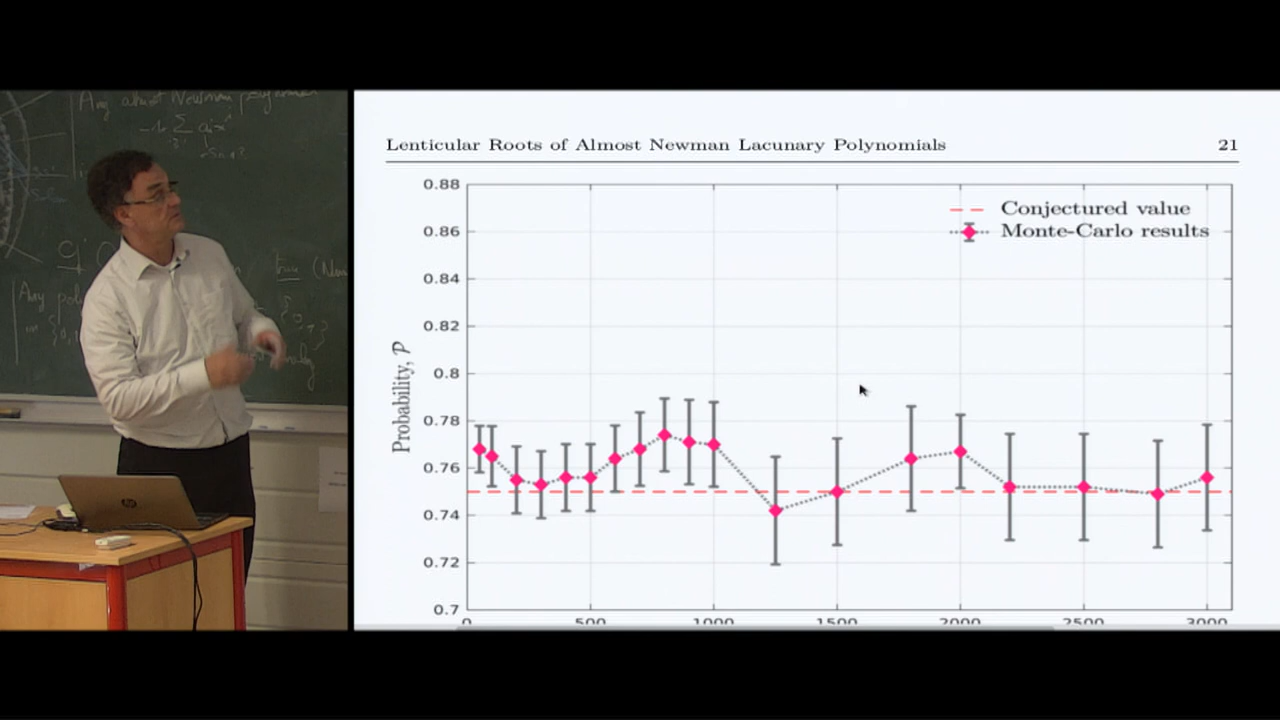 Any almost Newman
Any
Lenticular Roots of Almost Newman Lacunary Polynomials 21
0.88
Conjectured value
0.86
Monte-Carlo results
0.84
0.82
0.8
Probability, P
0.78
0.76
0.74
0.72
0.7
0 500 1000 1500 2000 2500 3000